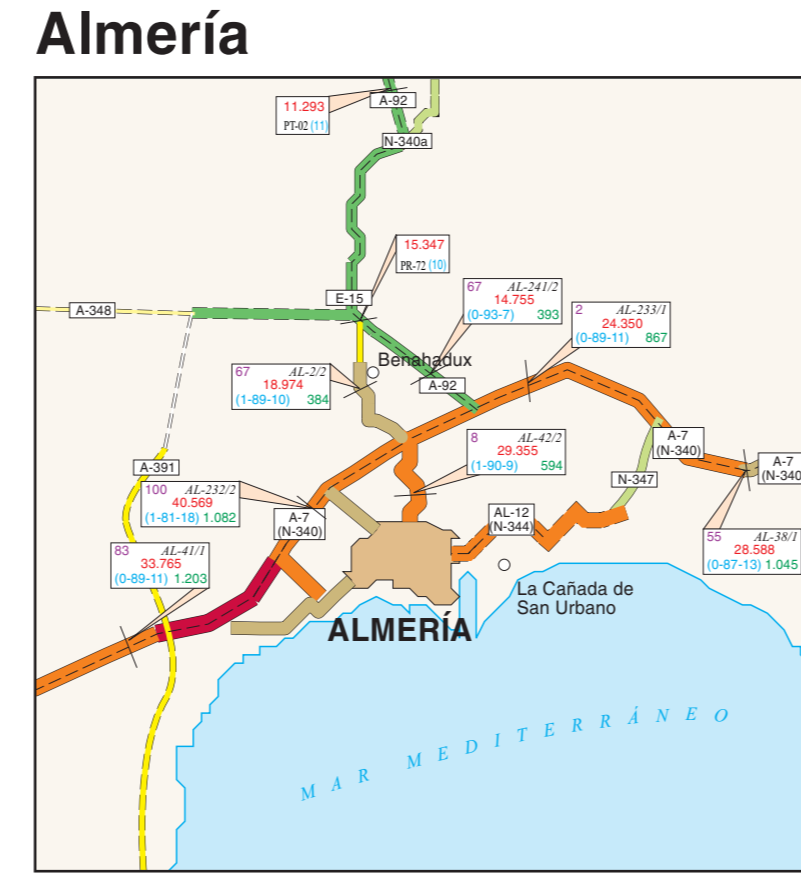 Almería
11.293
PT-02 (11)
A-92
N-340a
15.347
PR-72 (10)
E-15
A-348
67 AL-241/2
14.755
(0-93-7) 393
2 AL-233/1
24.350
(0-89-11) 867
Benahadux
67 AL-2/2
18.974
(1-89-10) 384
A-92
8 AL-42/2
29.355
(1-90-9) 594
A-7
(N-340)
A-7
(N-340
A-391
N-347
100 AL-232/2
40.569
(1-81-18) 1.082
A-7
(N-340)
AL-12
(N-344)
55 AL-38/1
28.588
(0-87-13) 1.045
83 AL-41/1
33.765
(0-89-11) 1.203
La Cañada de
San Urbano
ALMERÍA
MAR MEDITERRÁNEO